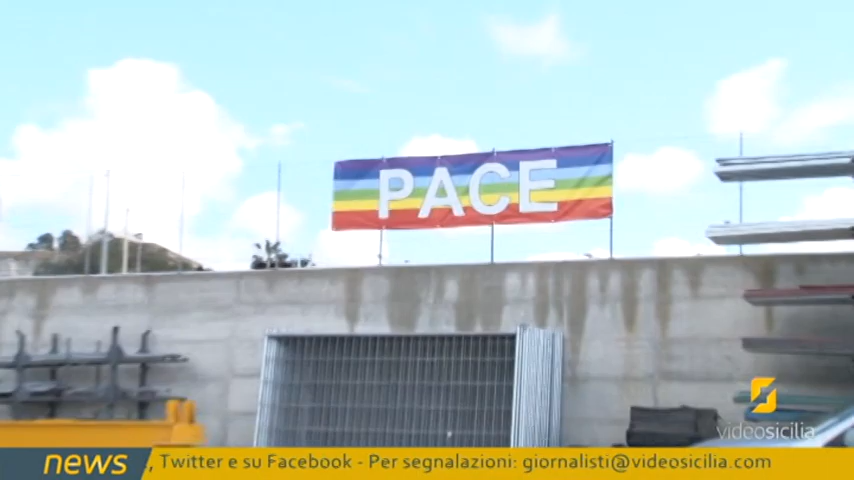 PACE
videosicilia
news , Twitter e su Facebook - Per segnalazioni: giornalisti@videosicilia.com